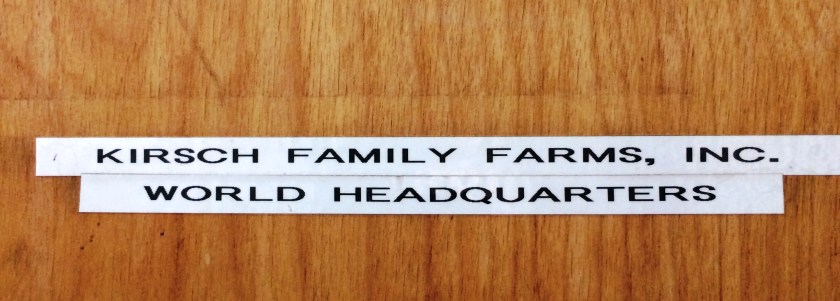 KIRSCH FAMILY FARMS, INC.
WORLD HEADQUARTERS